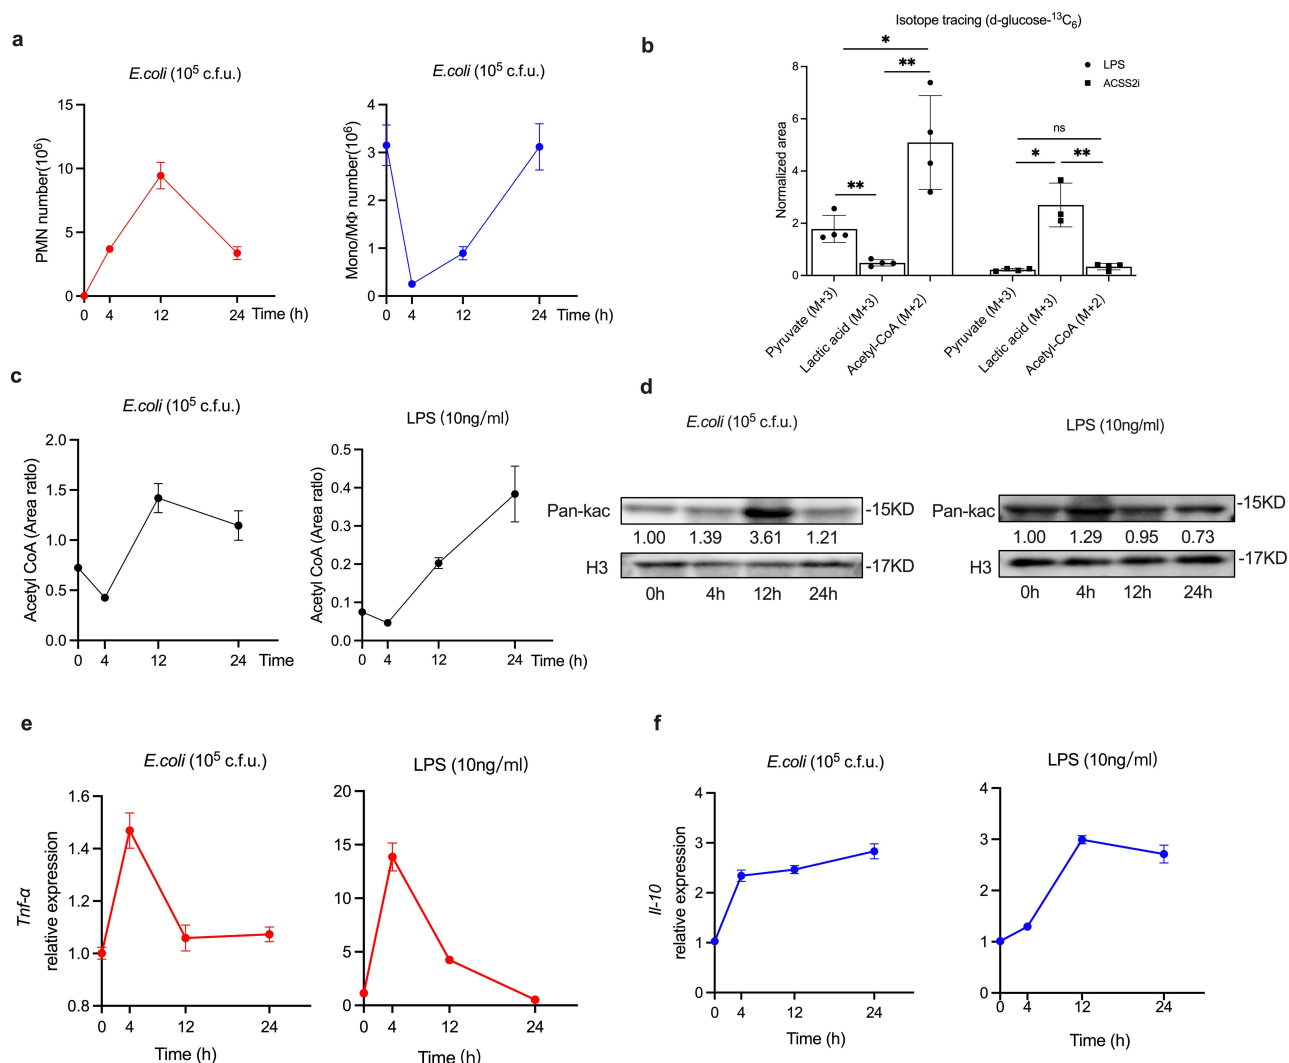 a
E.coli (10⁵ c.f.u.)
PMN number(10⁶)
15
10
5
0
0 4 12 24 Time (h)
E.coli (10⁵ c.f.u.)
Mono/MΦ number(10⁶)
4
3
2
1
0
0 4 12 24 Time (h)
b
Isotope tracing (d-glucose-¹³C₆)
Normalized area
8
6
4
2
0
* ** ** ns * **
LPS
ACSS2i
Pyruvate (M+3)
Lactic acid (M+3)
Acetyl-CoA (M+2)
Pyruvate (M+3)
Lactic acid (M+3)
Acetyl-CoA (M+2)
c
E.coli (10⁵ c.f.u.)
Acetyl CoA (Area ratio)
2.0
1.5
1.0
0.5
0.0
0 4 12 24 Time
LPS (10ng/ml)
Acetyl CoA (Area ratio)
0.5
0.4
0.3
0.2
0.1
0.0
0 4 12 24 Time (h)
d
E.coli (10⁵ c.f.u.)
Pan-kac -15KD
1.00 1.39 3.61 1.21
H3 -17KD
0h 4h 12h 24h
LPS (10ng/ml)
Pan-kac -15KD
1.00 1.29 0.95 0.73
H3 -17KD
0h 4h 12h 24h
e
E.coli (10⁵ c.f.u.)
Tnf-α
relative expression
1.6
1.4
1.2
1.0
0.8
0 4 12 24
Time (h)
LPS (10ng/ml)
20
15
10
5
0
0 4 12 24
Time (h)
f
E.coli (10⁵ c.f.u.)
Il-10
relative expression
4
3
2
1
0
0 4 12 24
Time (h)
LPS (10ng/ml)
4
3
2
1
0
0 4 12 24
Time (h)